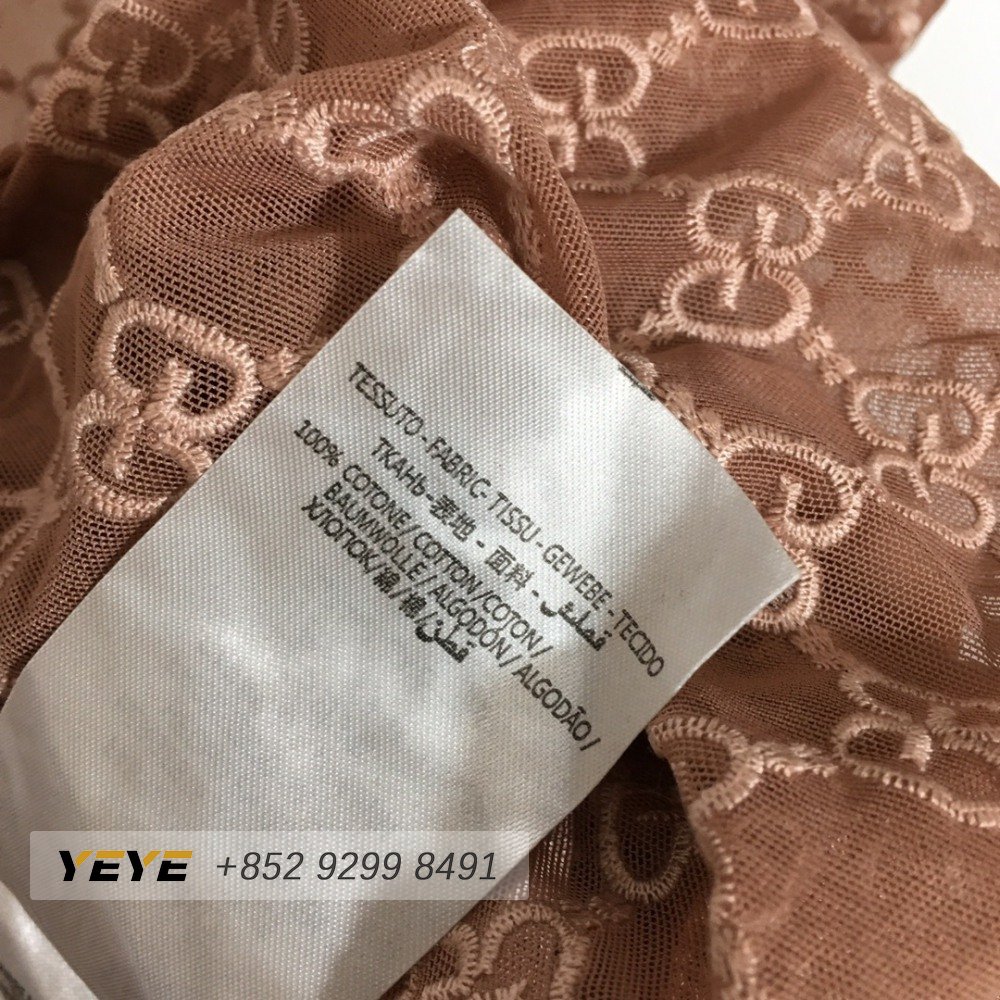 TESSUTO - FABRIC- TISSU - GEWEBE - TECIDO
ТКАНЬ-表地 - 面料 - قماش
100% COTONE/ COTTON/COTON/
BAUMWOLLE/ALGODÓN/ ALGODÃO/
ХЛОПОК/綿/棉/قطن
YEYE +852 9299 8491